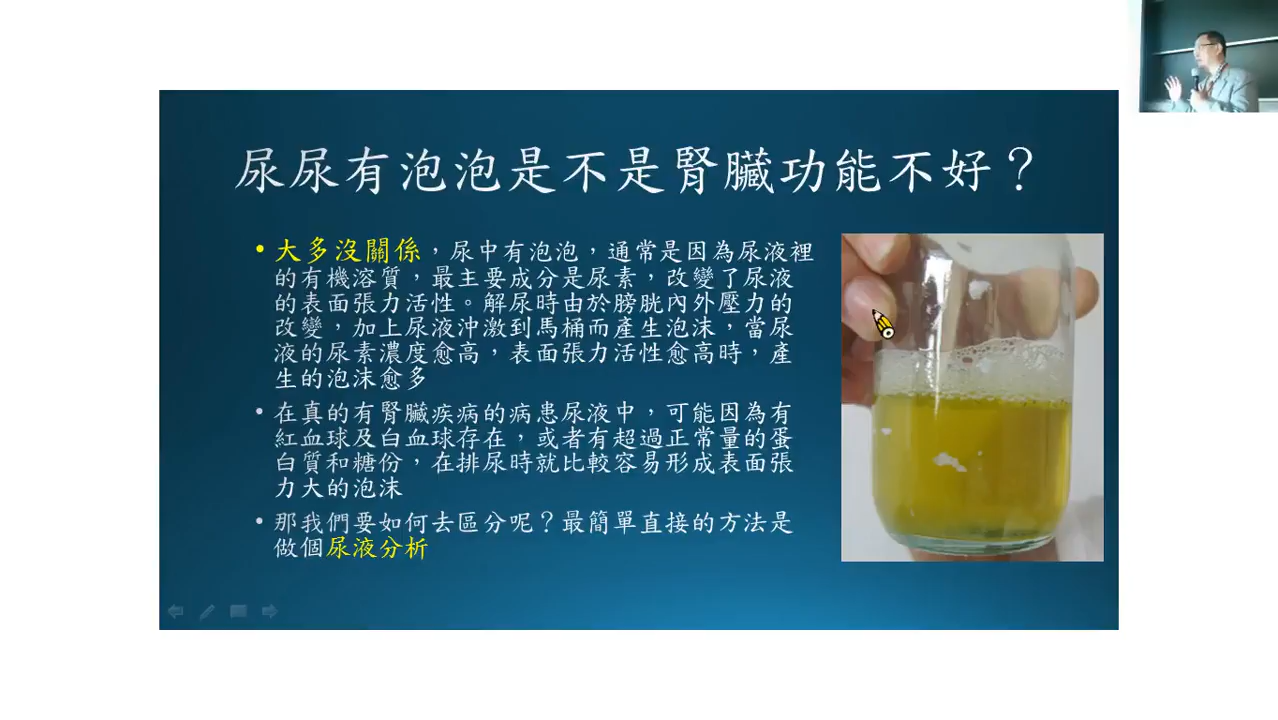 尿尿有泡泡是不是腎臟功能不好？
• 大多沒關係，尿中有泡泡，通常是因為尿液裡
的有機溶質，最主要成分是尿素，改變了尿液
的表面張力活性。解尿時由於膀胱內外壓力的
改變，加上尿液沖激到馬桶而產生泡沫，當尿
液的尿素濃度愈高，表面張力活性愈高時，產
生的泡沫愈多
• 在真的有腎臟疾病的病患尿液中，可能因為有
紅血球及白血球存在，或者有超過正常量的蛋
白質和糖份，在排尿時就比較容易形成表面張
力大的泡沫
• 那我們要如何去區分呢？最簡單直接的方法是
做個尿液分析